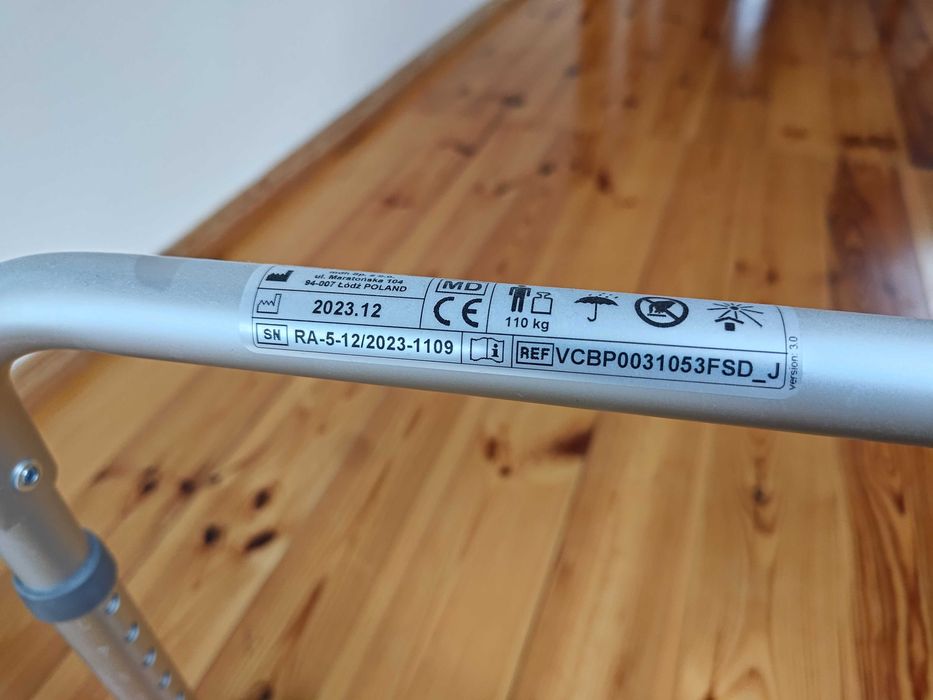 ul. Maratońska 104
94-007 Łódź POLAND
2023.12
SN RA-5-12/2023-1109
MD
CE
110 kg
REF VCBP0031053FSD_J
version: 3.0